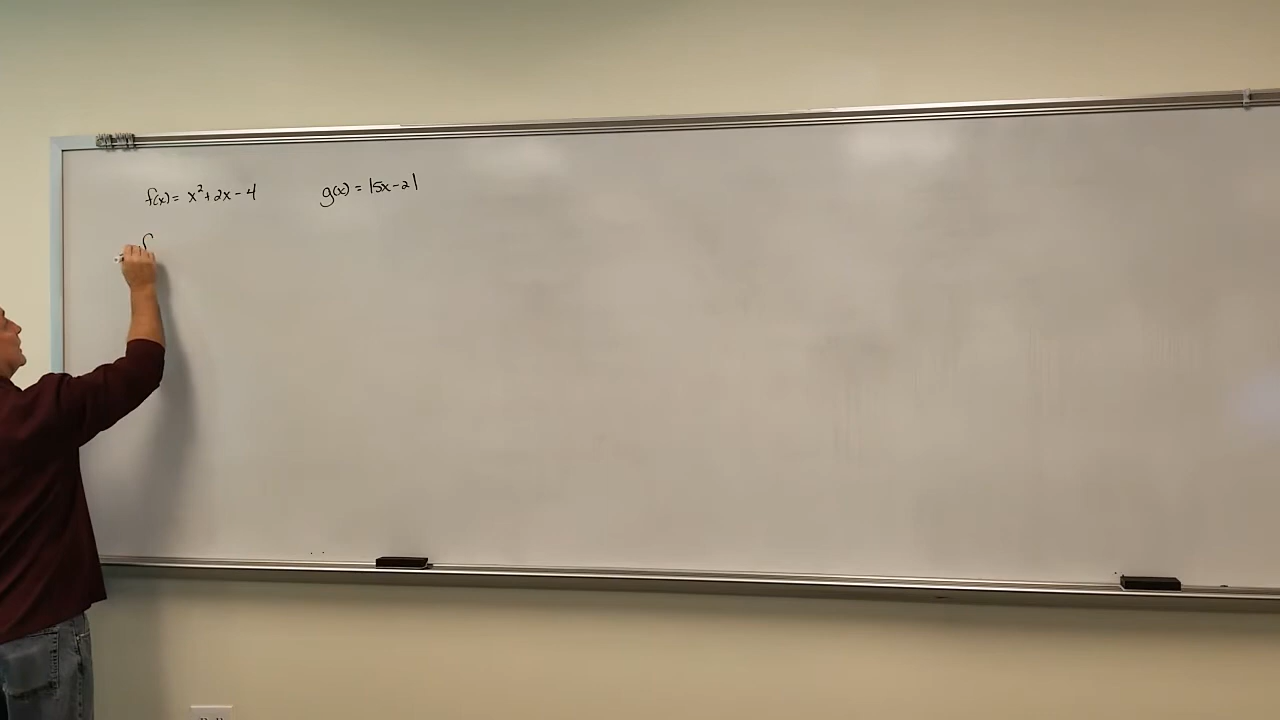 f(x) = x²+2x-4 g(x) = |5x-2|
f